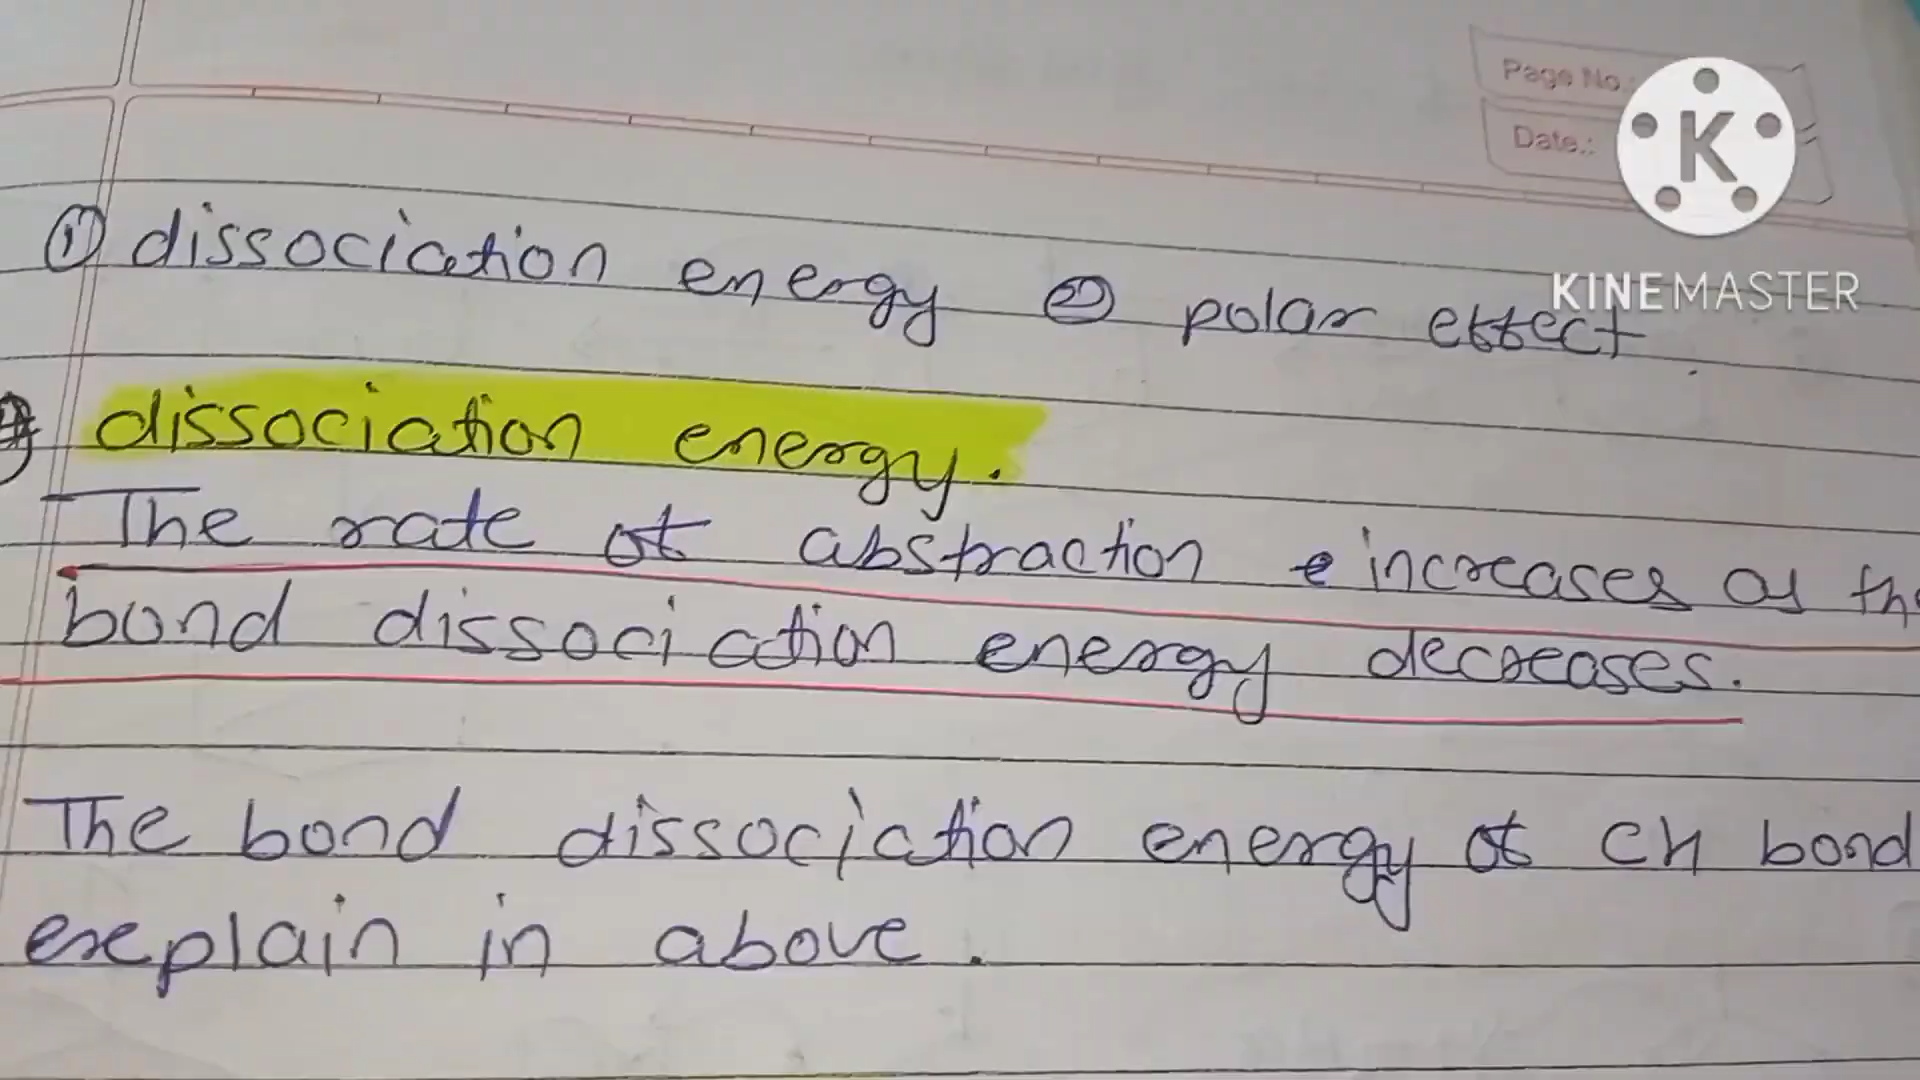 Page No.:
Date.:
KINEMASTER
① dissociation energy ② polar effect
dissociation energy.
The rate of abstraction increases as the
bond dissociation energy decreases.
The bond dissociation energy of CH bond
explain in above.